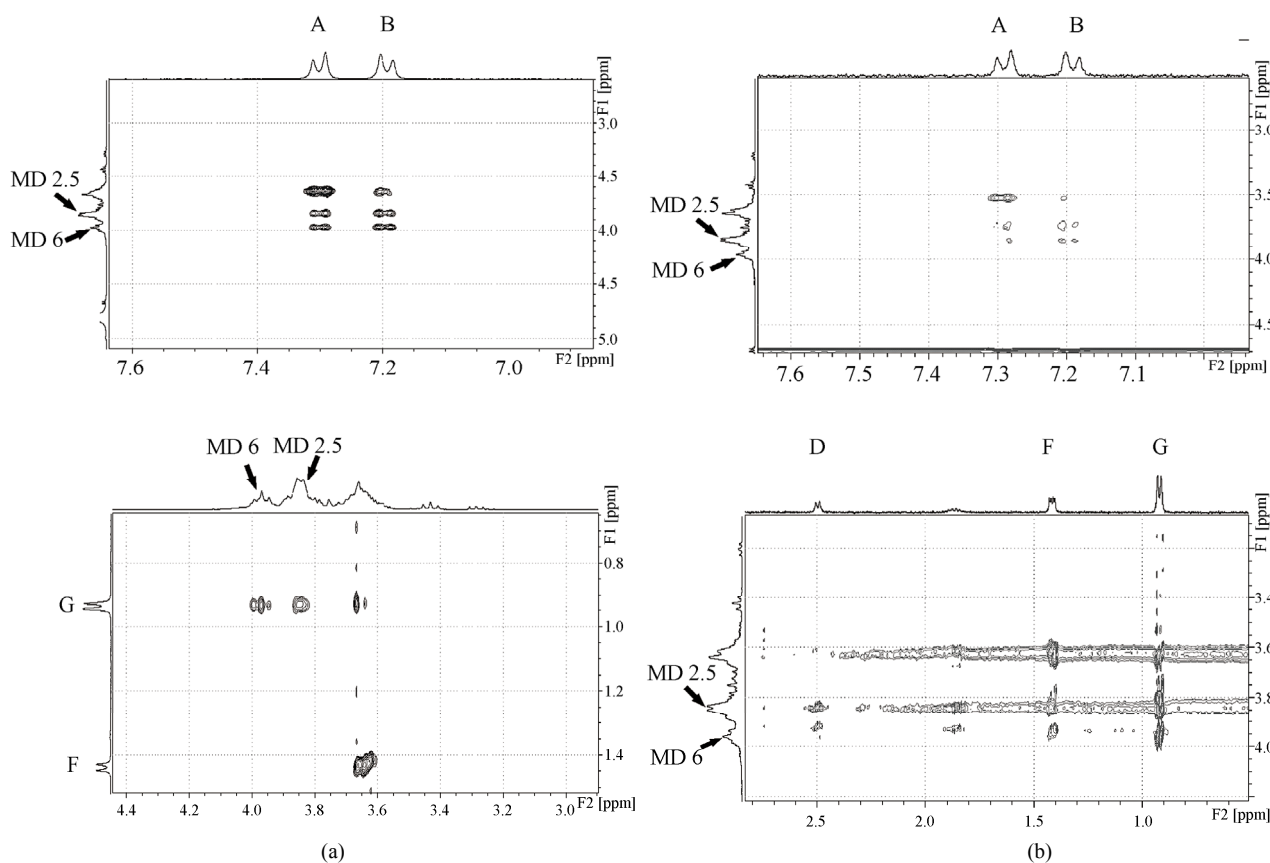 A B
MD 2.5
MD 6
F1 [ppm]
3.0
4.5
4.0
4.5
5.0
7.6 7.4 7.2 7.0
F2 [ppm]
A B
MD 2.5
MD 6
F1 [ppm]
3.0
3.5
4.0
4.5
7.6 7.5 7.4 7.3 7.2 7.1
F2 [ppm]
MD 6 MD 2.5
G
F
F1 [ppm]
0.8
1.0
1.2
1.4
4.4 4.2 4.0 3.8 3.6 3.4 3.2 3.0
F2 [ppm]
(a)
D F G
MD 2.5
MD 6
F1 [ppm]
3.4
3.6
3.8
4.0
2.5 2.0 1.5 1.0
F2 [ppm]
(b)